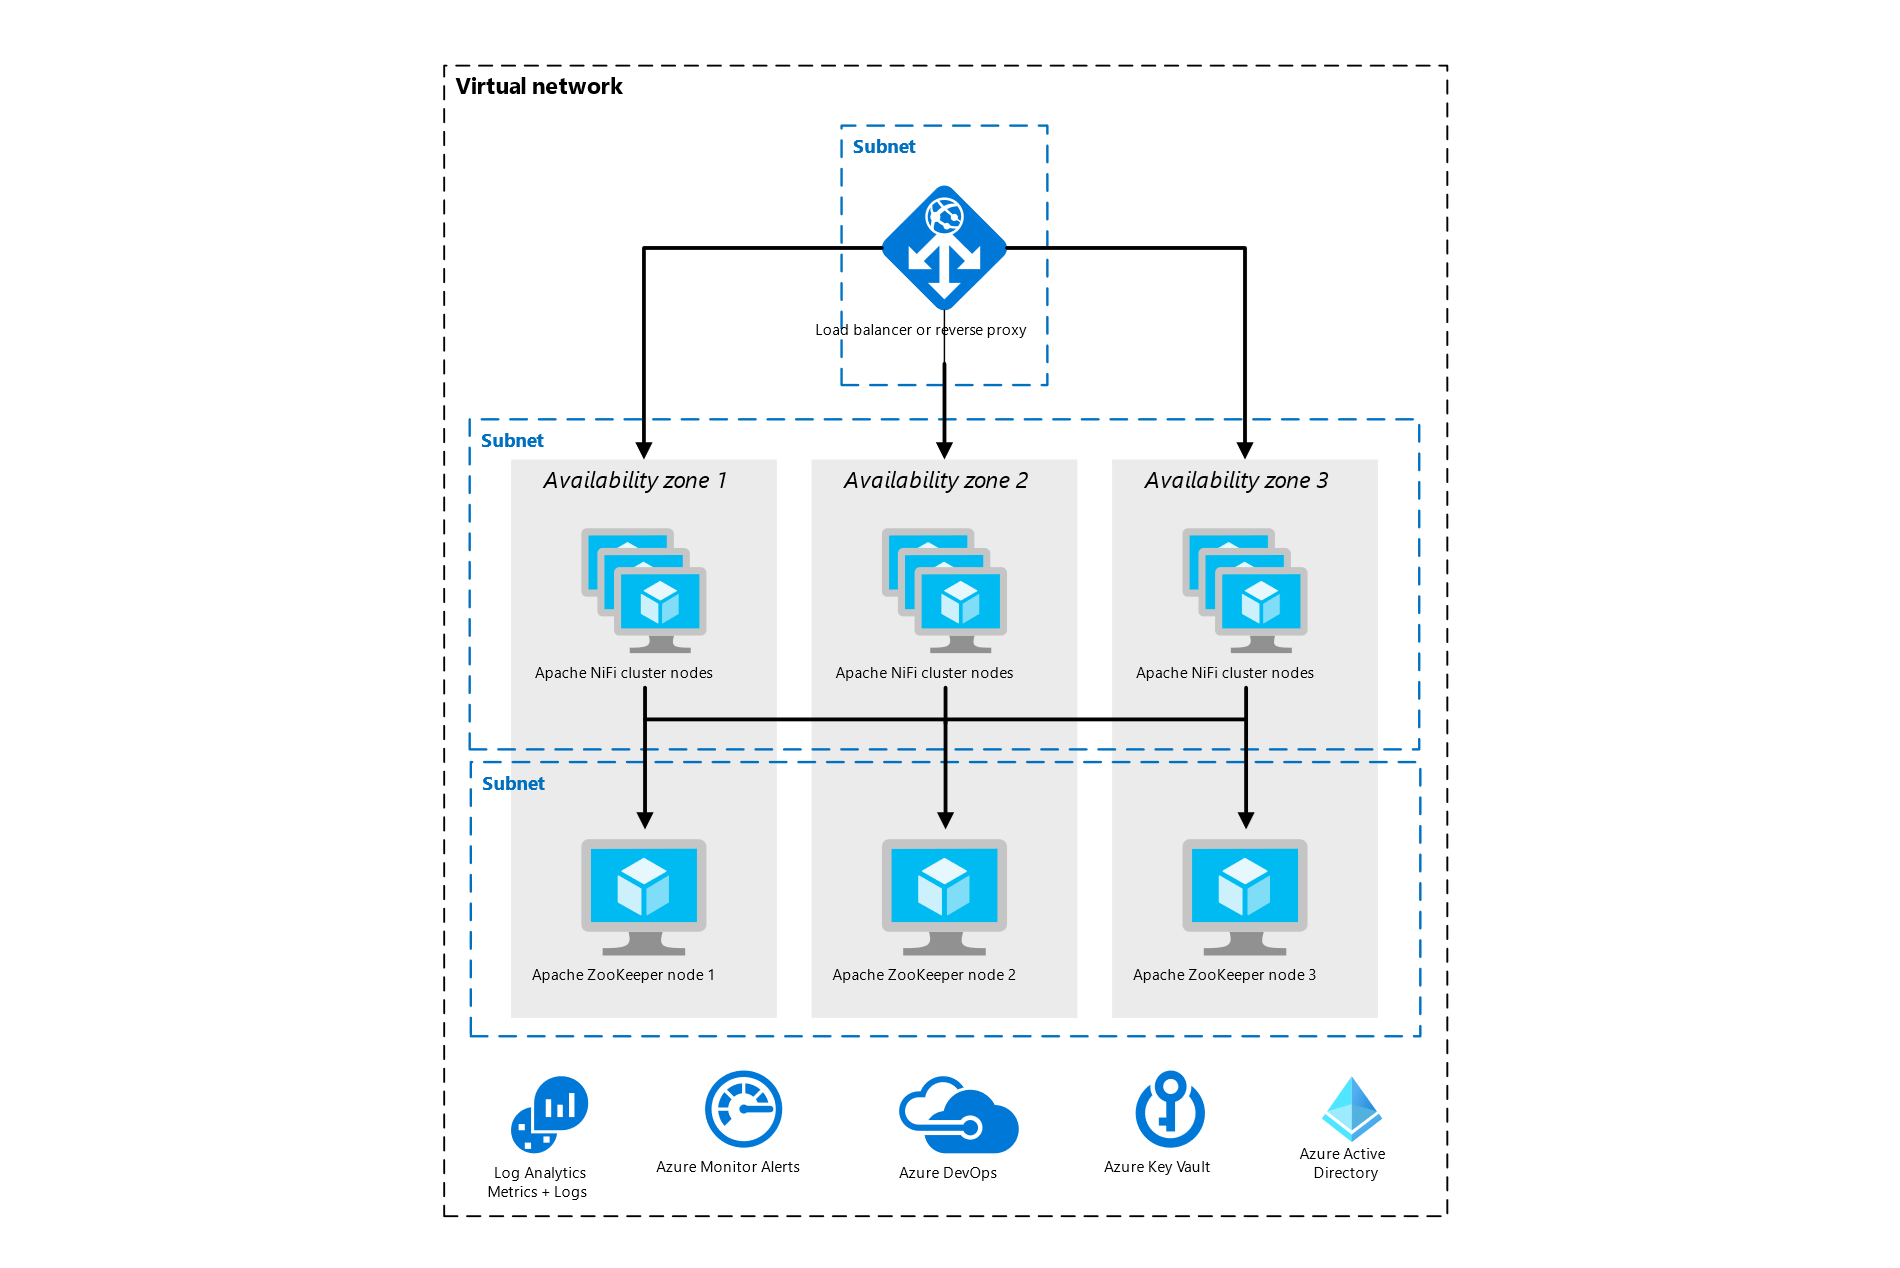 Virtual network
Subnet
Load balancer or reverse proxy
Subnet
Availability zone 1
Availability zone 2
Availability zone 3
Apache NiFi cluster nodes
Apache NiFi cluster nodes
Apache NiFi cluster nodes
Subnet
Apache ZooKeeper node 1
Apache ZooKeeper node 2
Apache ZooKeeper node 3
Log Analytics
Metrics + Logs
Azure Monitor Alerts
Azure DevOps
Azure Key Vault
Azure Active
Directory